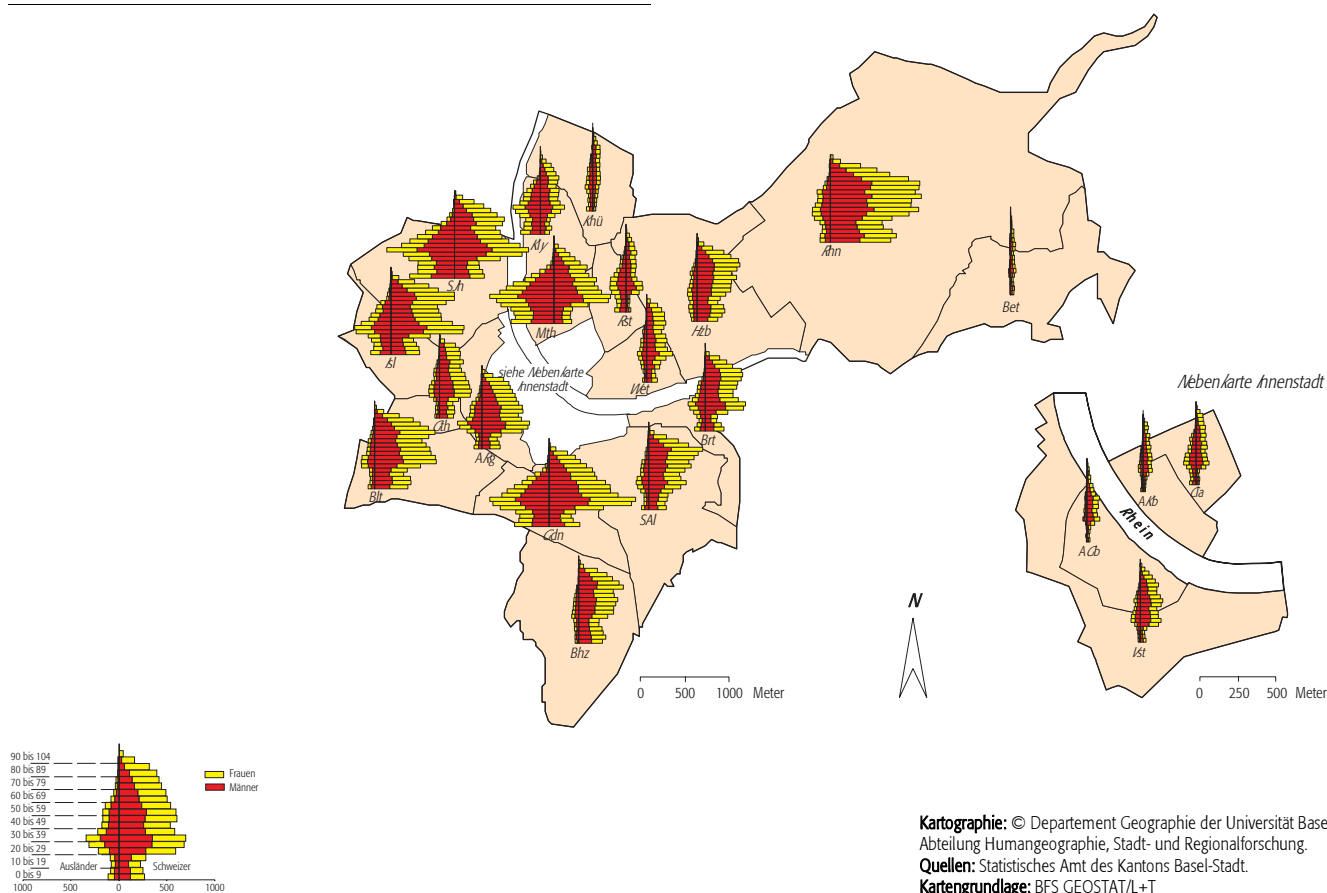 Khü
Kly
Rhn
SJh
Bet
Mth
Rst
Hzb
Isl
siehe Nebenkarte
Innenstadt
Wet
Nebenkarte Innenstadt
Gth
Brt
ARg
Blt
AKb
Cla
SAl
Rhein
Gdn
AGb
N
Bhz
Vst
0 500 1000 Meter
0 250 500 Meter
90 bis 104
80 bis 89
70 bis 79
60 bis 69
50 bis 59
40 bis 49
30 bis 39
20 bis 29
10 bis 19
0 bis 9
Ausländer
Schweizer
1000 500 0 500 1000
Frauen
Männer
Kartographie: © Departement Geographie der Universität Base
Abteilung Humangeographie, Stadt- und Regionalforschung.
Quellen: Statistisches Amt des Kantons Basel-Stadt.
Kartengrundlage: BFS GEOSTAT/L+T